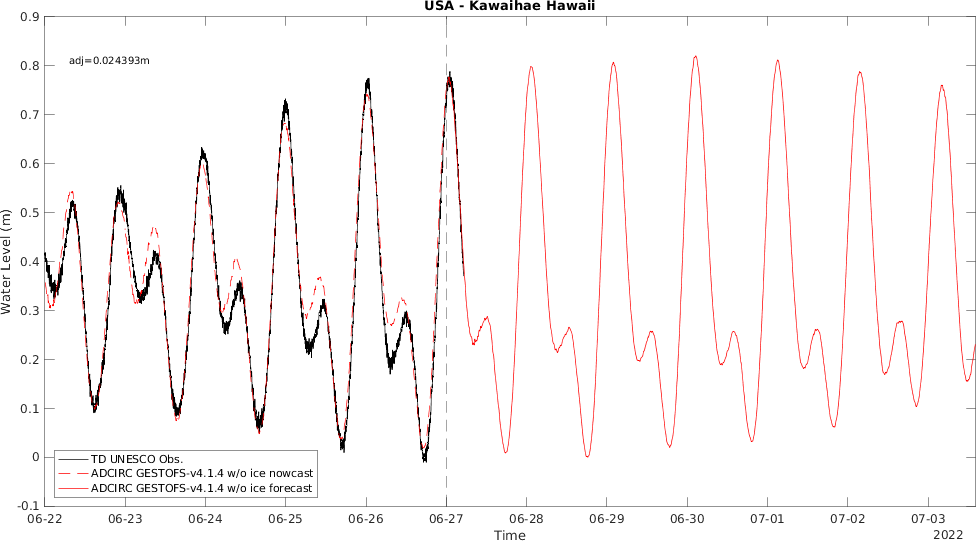 USA - Kawaihae Hawaii
adj=0.024393m
Water Level (m)
0.9
0.8
0.7
0.6
0.5
0.4
0.3
0.2
0.1
0
-0.1
TD UNESCO Obs.
ADCIRC GESTOFS-v4.1.4 w/o ice nowcast
ADCIRC GESTOFS-v4.1.4 w/o ice forecast
06-22 06-23 06-24 06-25 06-26 06-27 06-28 06-29 06-30 07-01 07-02 07-03
Time
2022